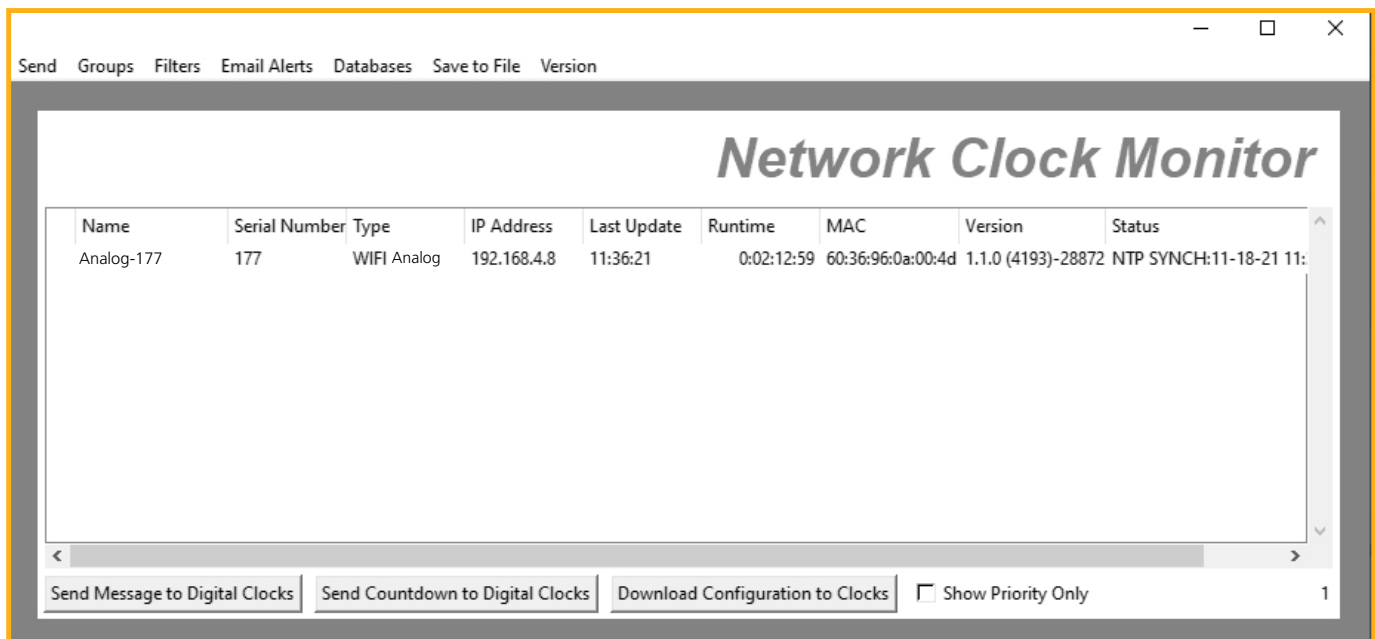 Send Groups Filters Email Alerts Databases Save to File Version
Network Clock Monitor
Name Serial Number Type IP Address Last Update Runtime MAC Version Status
Analog-177 177 WIFI Analog 192.168.4.8 11:36:21 0:02:12:59 60:36:96:0a:00:4d 1.1.0 (4193)-28872 NTP SYNCH:11-18-21 11:
Send Message to Digital Clocks Send Countdown to Digital Clocks Download Configuration to Clocks Show Priority Only 1